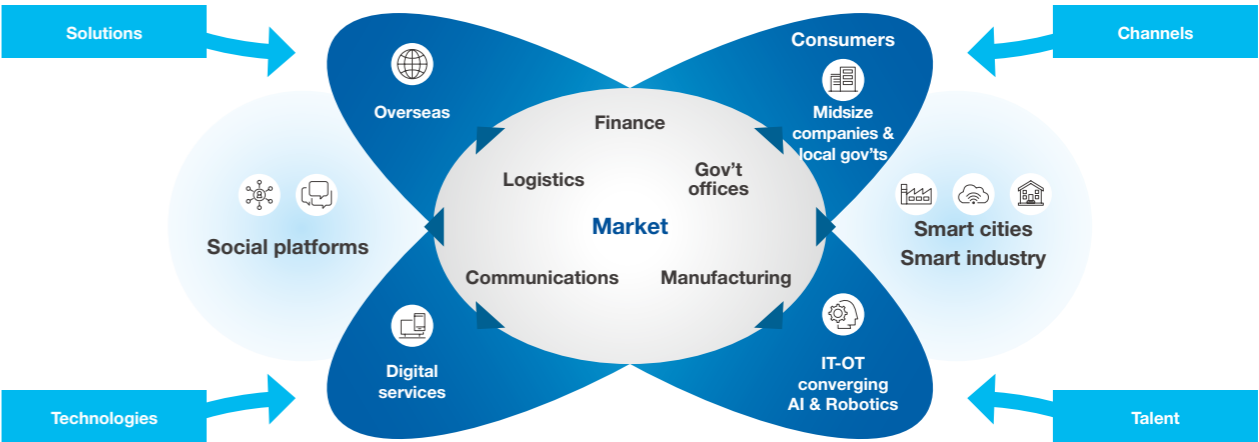 Solutions
Channels
Consumers
Overseas
Midsize
companies &
local gov’ts
Finance
Logistics
Gov’t
offices
Market
Social platforms
Smart cities
Smart industry
Communications
Manufacturing
Digital
services
IT-OT
converging
AI & Robotics
Technologies
Talent